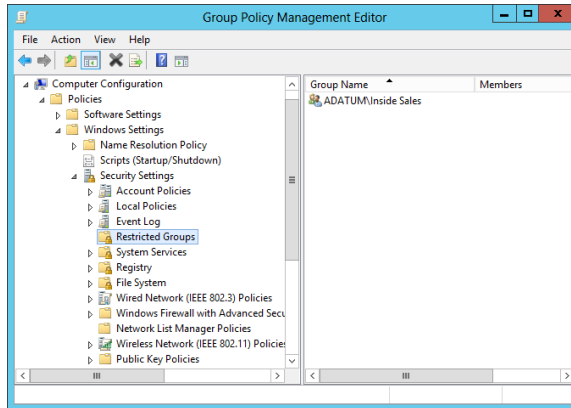 Group Policy Management Editor
File Action View Help
Computer Configuration
Policies
Software Settings
Windows Settings
Name Resolution Policy
Scripts (Startup/Shutdown)
Security Settings
Account Policies
Local Policies
Event Log
Restricted Groups
System Services
Registry
File System
Wired Network (IEEE 802.3) Policies
Windows Firewall with Advanced Secu
Network List Manager Policies
Wireless Network (IEEE 802.11) Policies
Public Key Policies
Group Name Members
ADATUM\Inside Sales